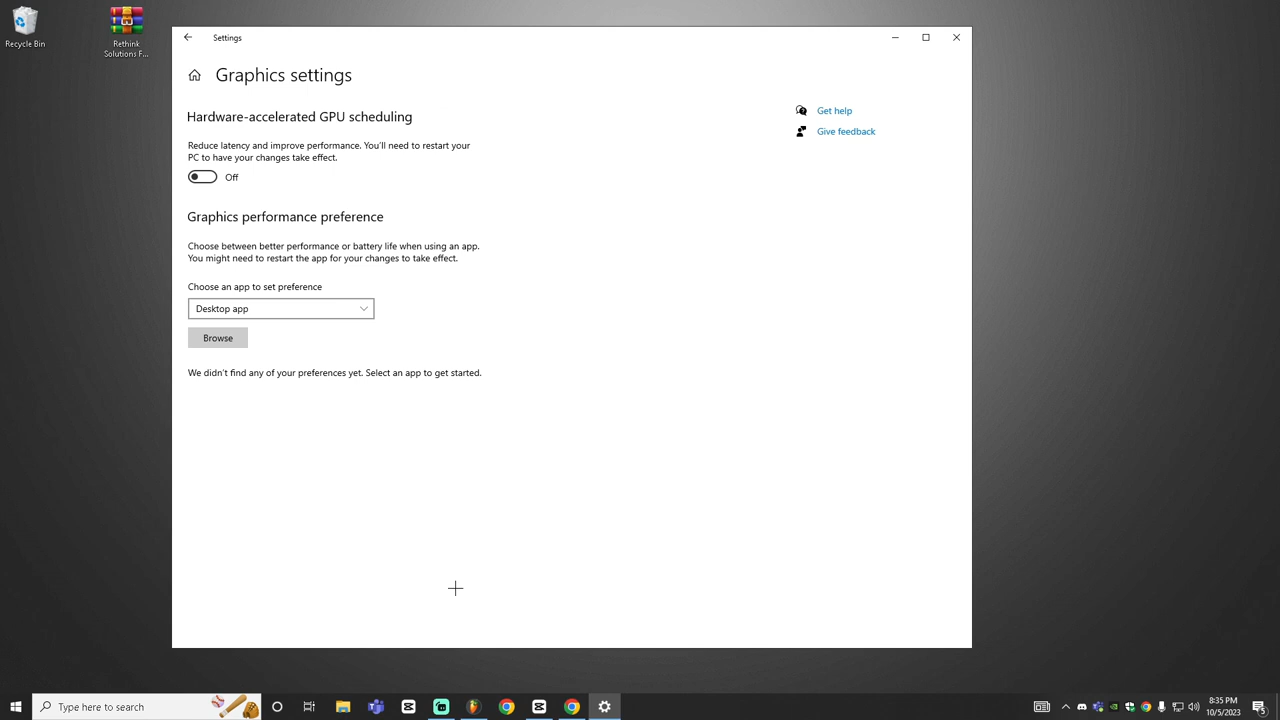 Recycle Bin
Rethink
Solutions F...
Settings
Graphics settings
Hardware-accelerated GPU scheduling
Reduce latency and improve performance. You'll need to restart your
PC to have your changes take effect.
Off
Graphics performance preference
Choose between better performance or battery life when using an app.
You might need to restart the app for your changes to take effect.
Choose an app to set preference
Desktop app
Browse
We didn't find any of your preferences yet. Select an app to get started.
Get help
Give feedback
Type here to search
8:35 PM
10/5/2023